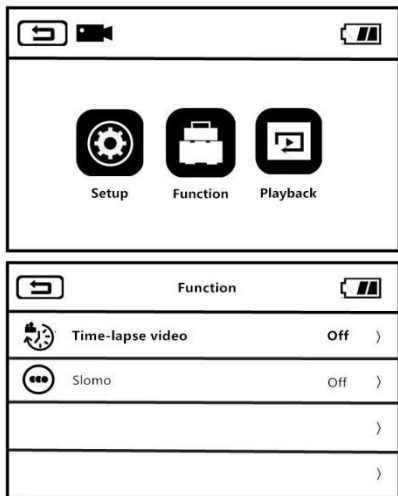 Setup Function Playback
Function
Time-lapse video Off
Slomo Off